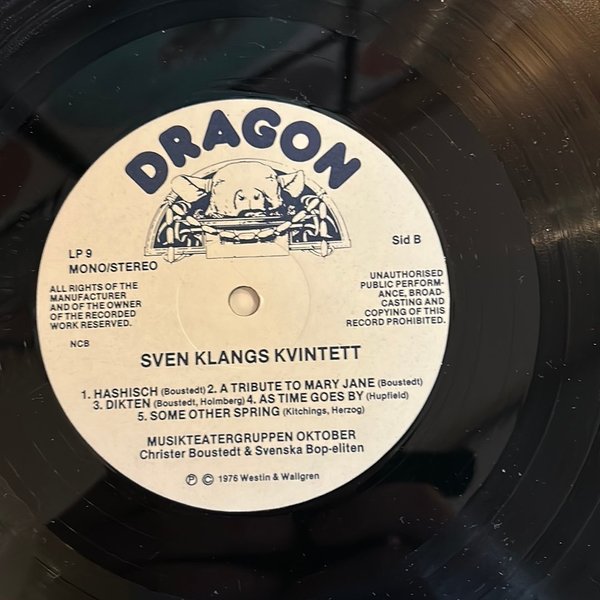 DRAGON
LP 9
MONO/STEREO
Sid B
ALL RIGHTS OF THE
MANUFACTURER
AND OF THE OWNER
OF THE RECORDED
WORK RESERVED.
NCB
UNAUTHORISED
PUBLIC PERFORM-
ANCE, BROAD-
CASTING AND
COPYING OF THIS
RECORD PROHIBITED.
SVEN KLANGS KVINTETT
1. HASHISCH (Boustedt) 2. A TRIBUTE TO MARY JANE (Boustedt)
3. DIKTEN (Boustedt, Holmberg) 4. AS TIME GOES BY (Hupfield)
5. SOME OTHER SPRING (Kitchings, Herzog)
MUSIKTEATERGRUPPEN OKTOBER
Christer Boustedt & Svenska Bop-eliten
Ⓟ © 1976 Westin & Wallgren